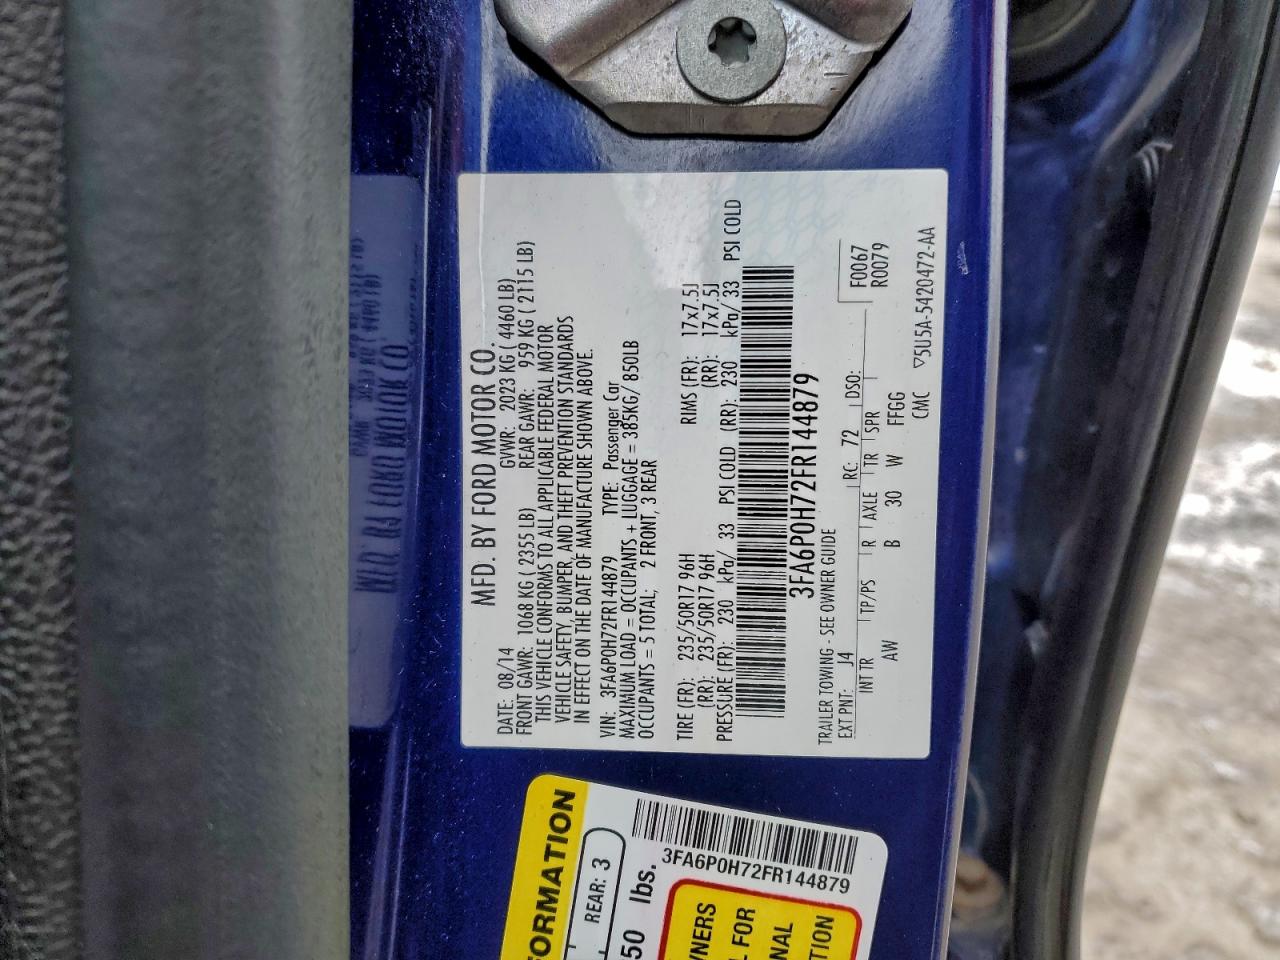 MFD. BY FORD MOTOR CO.
DATE: 08/14 GVWR: 2023 KG ( 4460 LB)
FRONT GAWR: 1068 KG ( 2355 LB) REAR GAWR: 959 KG ( 2115 LB)
THIS VEHICLE CONFORMS TO ALL APPLICABLE FEDERAL MOTOR
VEHICLE SAFETY, BUMPER, AND THEFT PREVENTION STANDARDS
IN EFFECT ON THE DATE OF MANUFACTURE SHOWN ABOVE.
VIN: 3FA6P0H72FR144879 TYPE: Passenger Car
MAXIMUM LOAD = OCCUPANTS + LUGGAGE = 385KG/ 850LB
OCCUPANTS = 5 TOTAL; 2 FRONT, 3 REAR
TIRE (FR): 235/50R17 96H RIMS (FR): 17x7.5J
(RR): 235/50R17 96H (RR): 17x7.5J
PRESSURE (FR): 230 kPa/ 33 PSI COLD (RR): 230 kPa/ 33 PSI COLD
3FA6P0H72FR144879
TRAILER TOWING - SEE OWNER GUIDE
F0067
R0079
EXT PNT: J4 RC: 72 DSO:
INT TR TP/PS R AXLE TR SPR
AW B 30 W FFGG
CMC ▽5U5A-5420472-AA
ORMATION
REAR: 3
50 lbs.
3FA6P0H72FR144879
WNERS
L FOR
NAL
TION